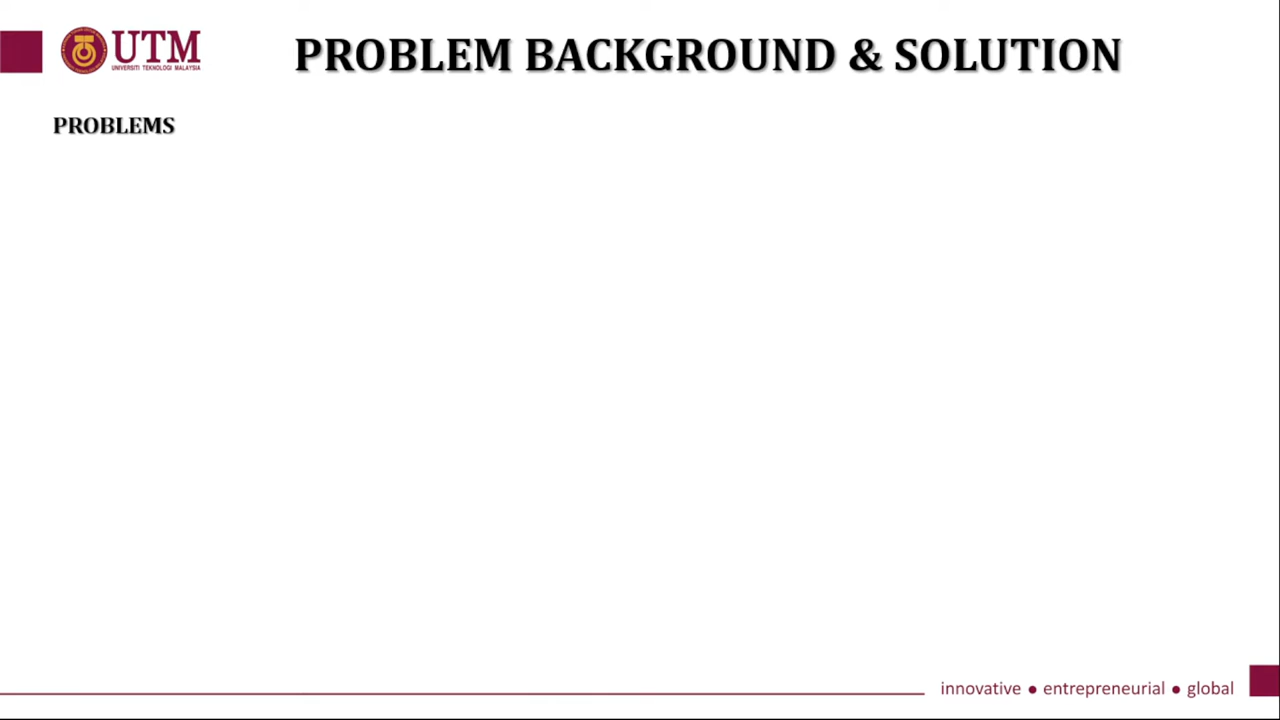 UTM
UNIVERSITI TEKNOLOGI MALAYSIA
PROBLEM BACKGROUND & SOLUTION
PROBLEMS
innovative ● entrepreneurial ● global